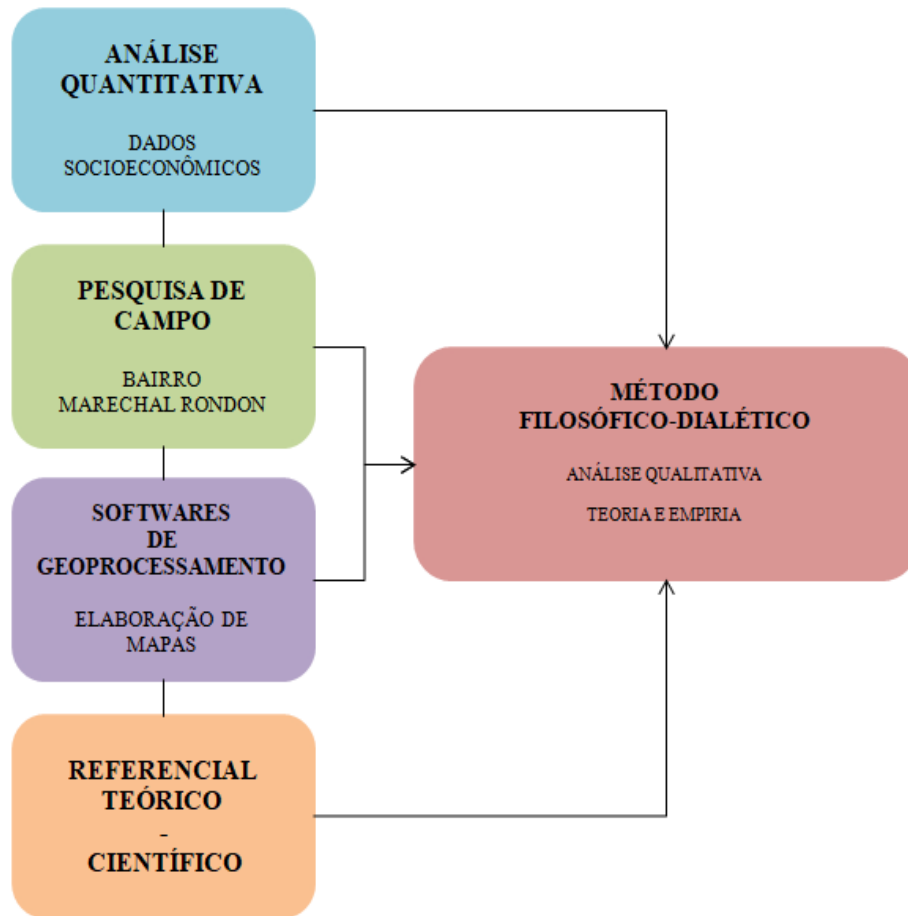 ANÁLISE
QUANTITATIVA
DADOS
SOCIOECONÔMICOS
PESQUISA DE
CAMPO
BAIRRO
MARECHAL RONDON
SOFTWARES
DE
GEOPROCESSAMENTO
ELABORAÇÃO DE
MAPAS
REFERENCIAL
TEÓRICO
-
CIENTÍFICO
MÉTODO
FILOSÓFICO-DIALÉTICO
ANÁLISE QUALITATIVA
TEORIA E EMPIRIA